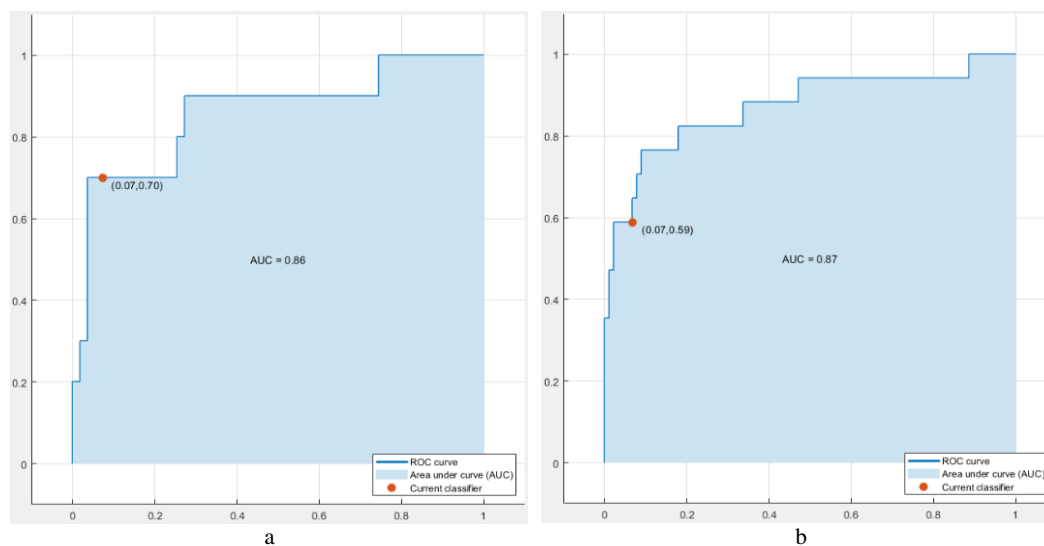 1
0.8
0.6
0.4
0.2
0
(0.07,0.70)
AUC = 0.86
ROC curve
Area under curve (AUC)
Current classifier
0 0.2 0.4 0.6 0.8 1
a
1
0.8
0.6
0.4
0.2
0
(0.07,0.59)
AUC = 0.87
ROC curve
Area under curve (AUC)
Current classifier
0 0.2 0.4 0.6 0.8 1
b